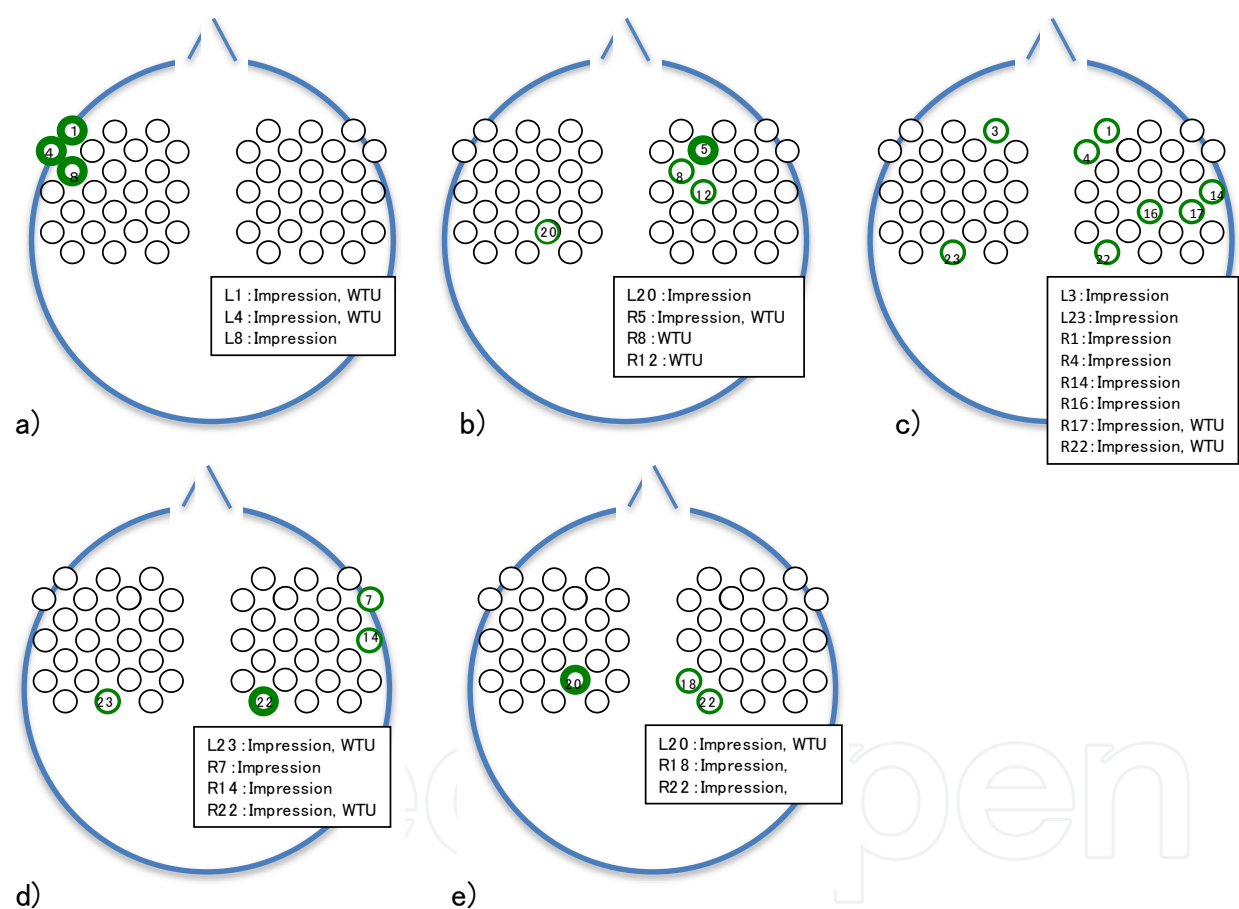 1
4
8
L1:Impression, WTU
L4:Impression, WTU
L8:Impression
a)
5
8
12
20
L20:Impression
R5:Impression, WTU
R8:WTU
R12:WTU
b)
3
1
4
14
16
17
23
22
L3:Impression
L23:Impression
R1:Impression
R4:Impression
R14:Impression
R16:Impression
R17:Impression, WTU
R22:Impression, WTU
c)
7
14
23
22
L23:Impression, WTU
R7:Impression
R14:Impression
R22:Impression, WTU
d)
20
18
22
L20:Impression, WTU
R18:Impression,
R22:Impression,
e)
pen